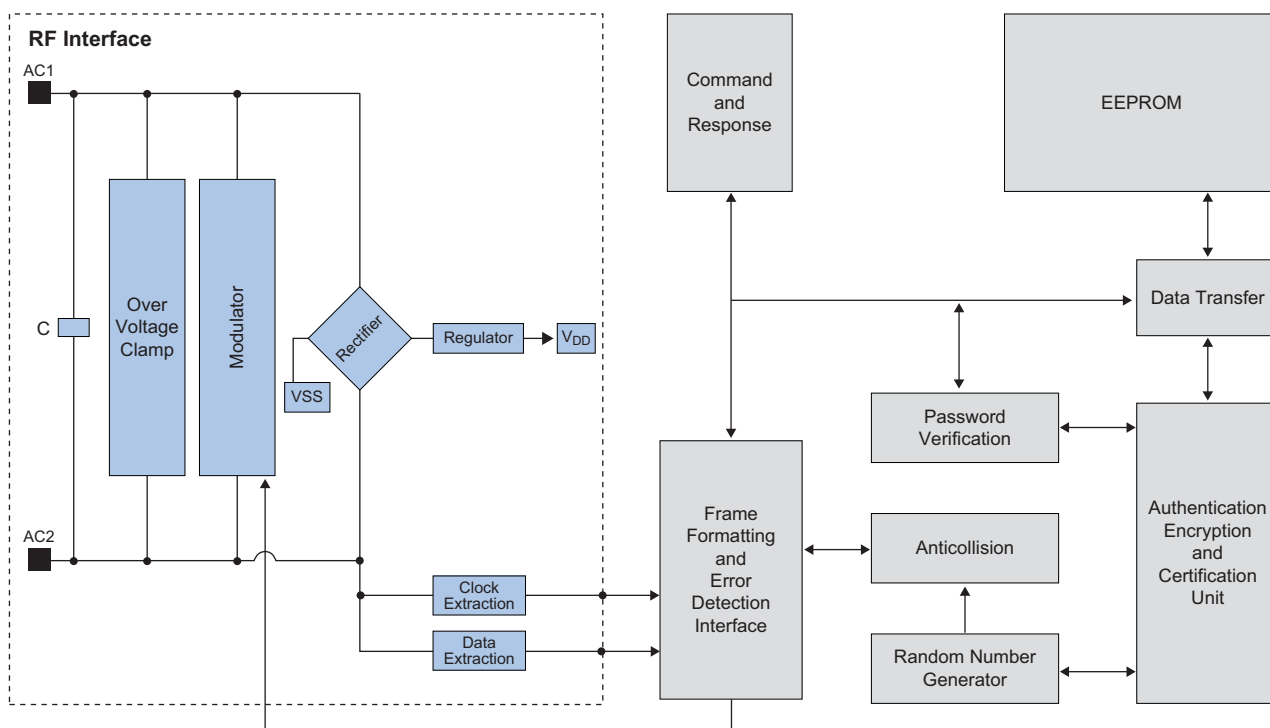 RF Interface
AC1
C
Over
Voltage
Clamp
Modulator
Rectifier
VSS
Regulator
VDD
AC2
Clock
Extraction
Data
Extraction
Command
and
Response
EEPROM
Data Transfer
Password
Verification
Frame
Formatting
and
Error
Detection
Interface
Anticollision
Authentication
Encryption
and
Certification
Unit
Random Number
Generator